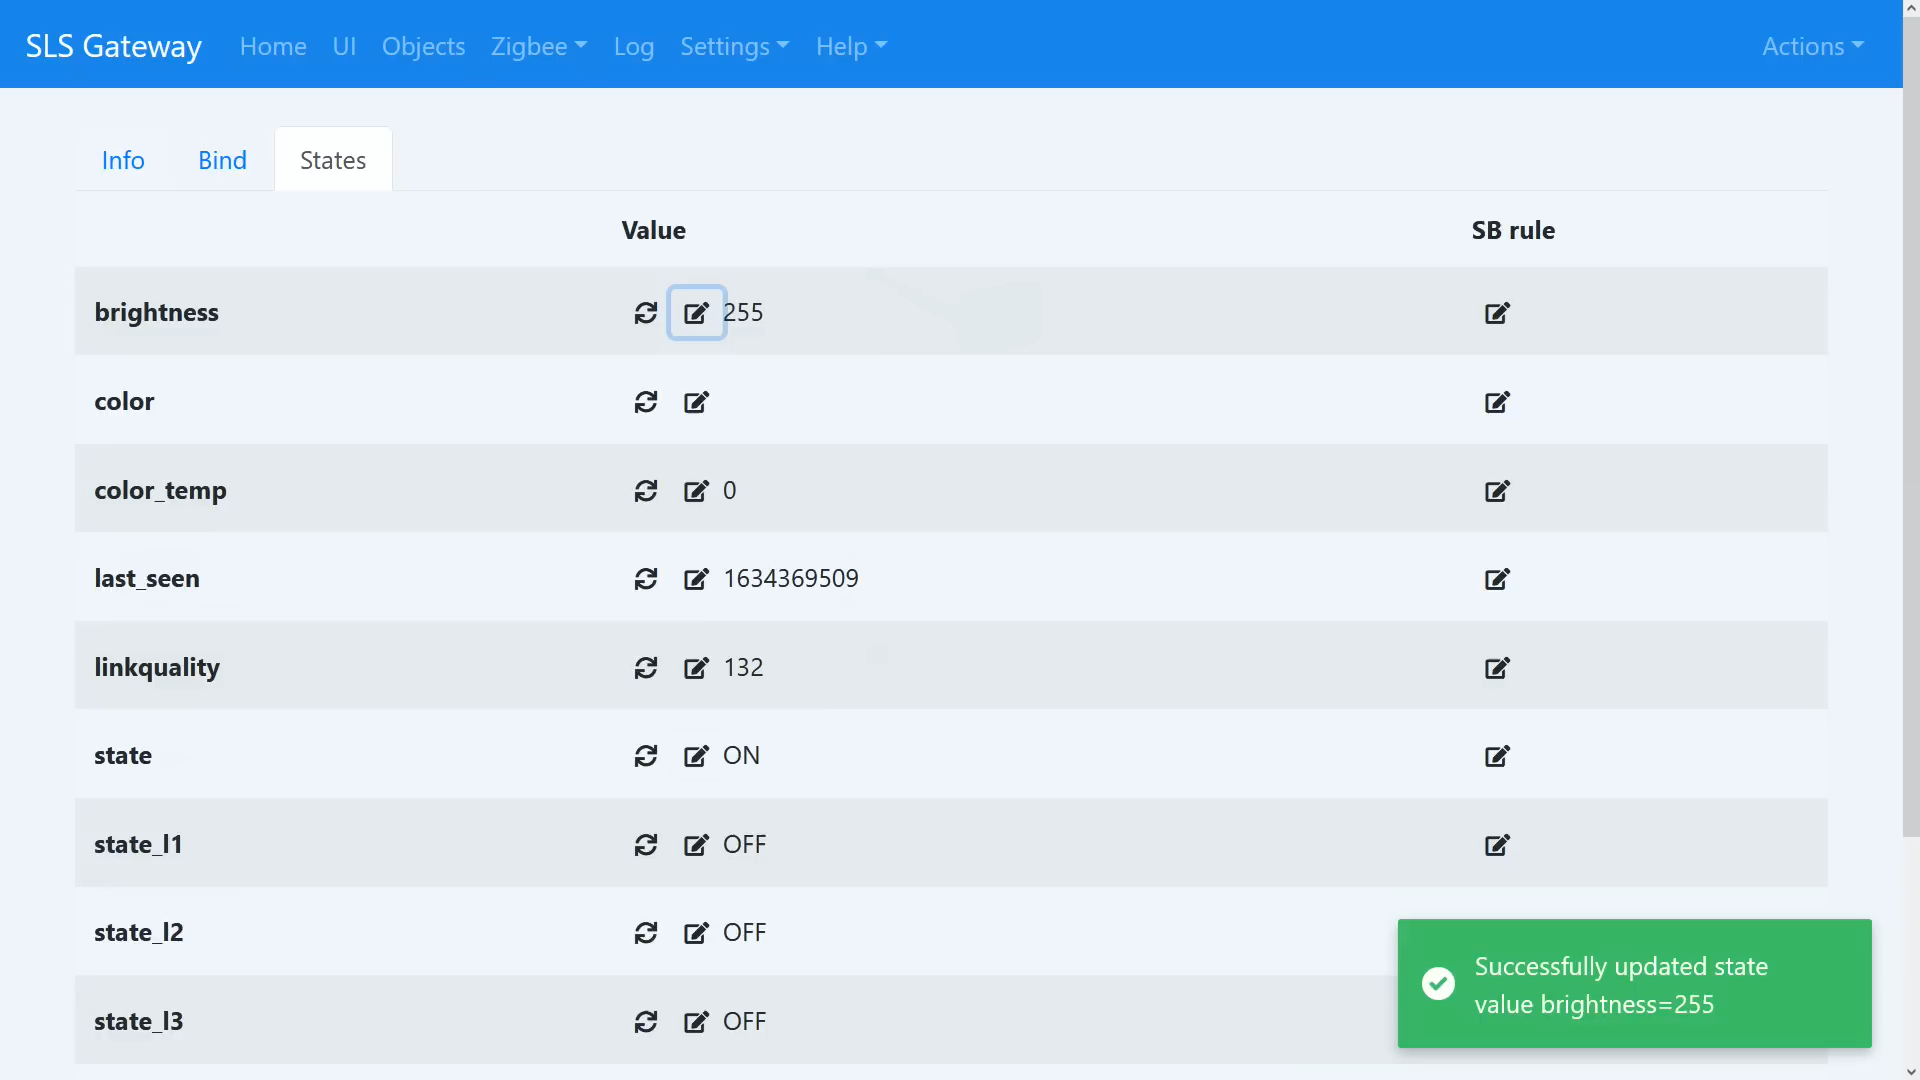 SLS Gateway Home UI Objects Zigbee Log Settings Help Actions
Info Bind States
Value SB rule
brightness 255
color
color_temp 0
last_seen 1634369509
linkquality 132
state ON
state_l1 OFF
state_l2 OFF
state_l3 OFF
Successfully updated state
value brightness=255